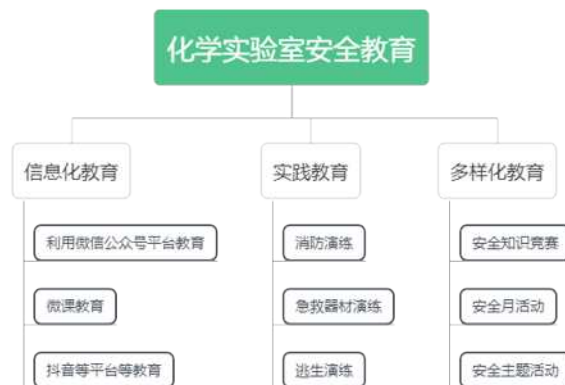 化学实验室安全教育
信息化教育
实践教育
多样化教育
利用微信公众号平台教育
消防演练
安全知识竞赛
微课教育
急救器材演练
安全月活动
抖音等平台等教育
逃生演练
安全主题活动